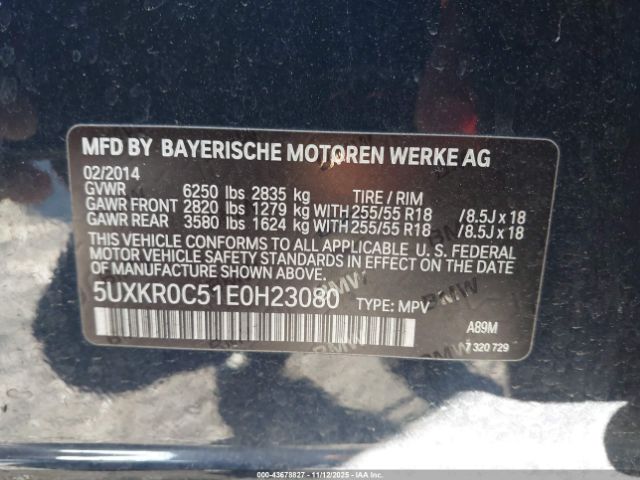 MFD BY BAYERISCHE MOTOREN WERKE AG
02/2014
GVWR 6250 lbs 2835 kg TIRE / RIM
GAWR FRONT 2820 lbs 1279 kg WITH 255/55 R18 /8.5J x 18
GAWR REAR 3580 lbs 1624 kg WITH 255/55 R18 /8.5J x 18
THIS VEHICLE CONFORMS TO ALL APPLICABLE U. S. FEDERAL
MOTOR VEHICLE SAFETY STANDARDS IN EFFECT ON THE DATE OF
MANUFACTURE SHOWN ABOVE.
5UXKR0C51E0H23080 TYPE: MPV
A89M
7 320 729
000-43678827 - 11/12/2025 - COPART